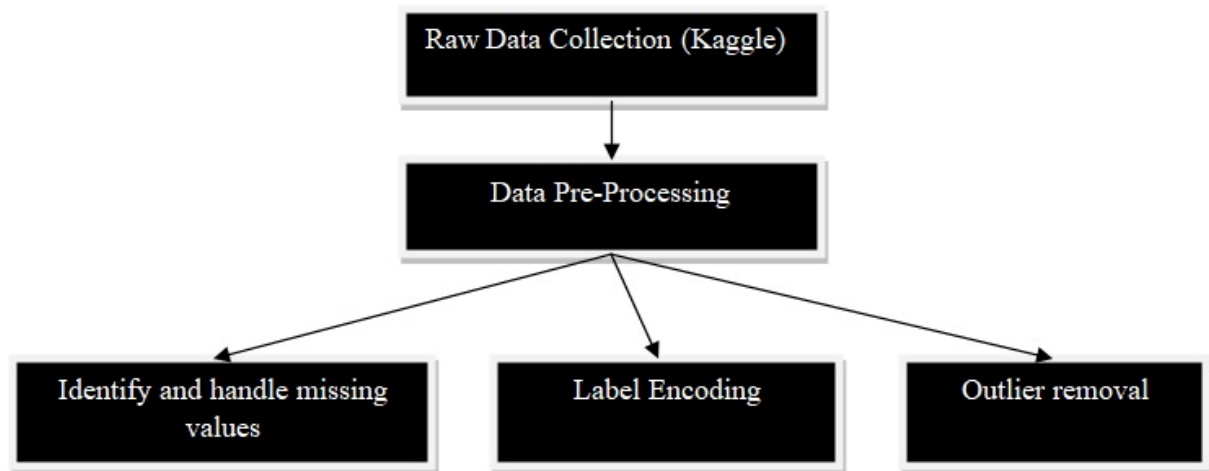 Raw Data Collection (Kaggle)
Data Pre-Processing
Identify and handle missing
values
Label Encoding
Outlier removal